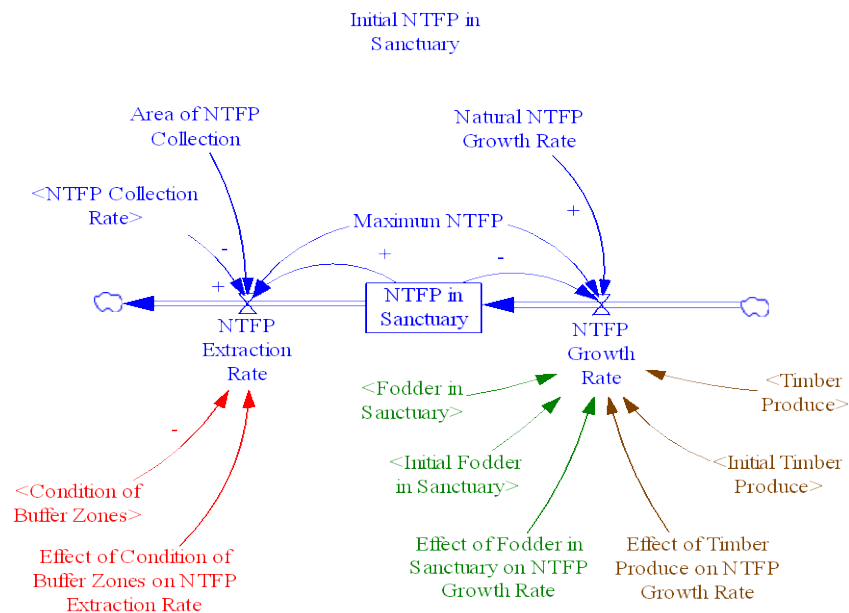 Initial NTFP in
Sanctuary
Area of NTFP
Collection
Natural NTFP
Growth Rate
<NTFP Collection
Rate>
Maximum NTFP
+
-
+
-
+
NTFP in
Sanctuary
NTFP
Extraction
Rate
NTFP
Growth
Rate
<Fodder in
Sanctuary>
<Timber
Produce>
-
<Initial Fodder
in Sanctuary>
<Initial Timber
Produce>
<Condition of
Buffer Zones>
Effect of Condition of
Buffer Zones on NTFP
Extraction Rate
Effect of Fodder in
Sanctuary on NTFP
Growth Rate
Effect of Timber
Produce on NTFP
Growth Rate